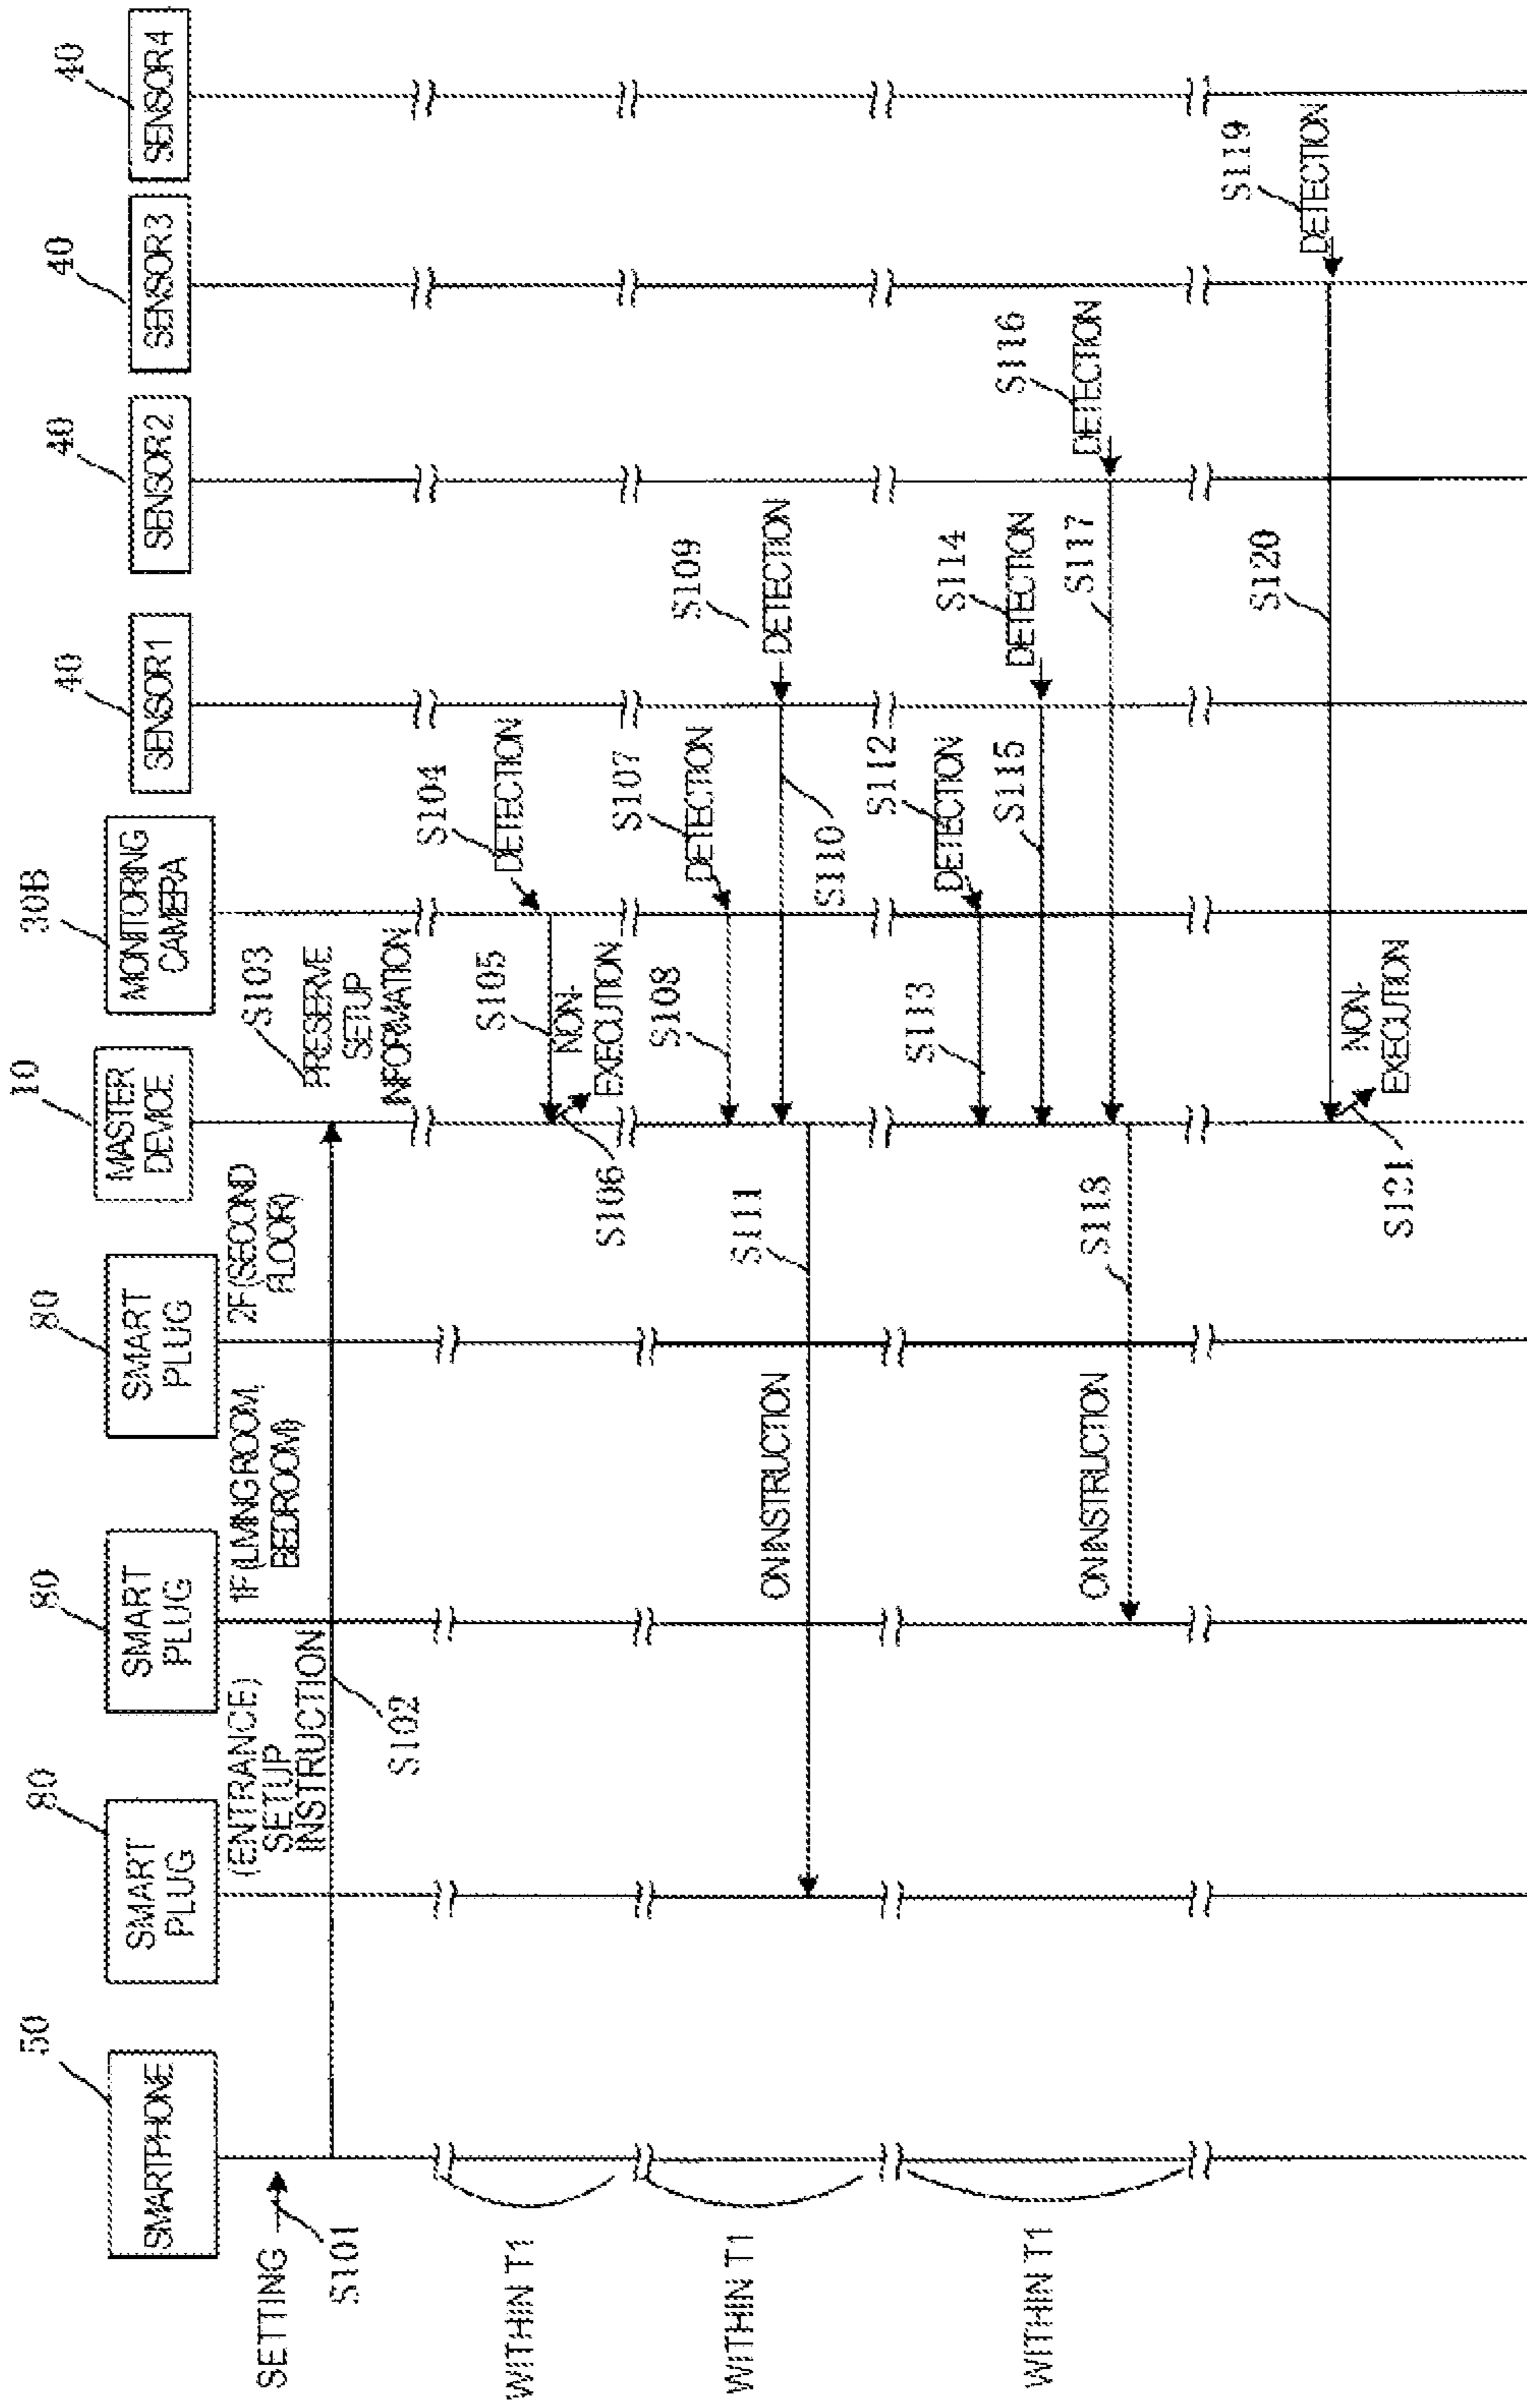 50
SMARTPHONE
80
SMART
PLUG
80
SMART
PLUG
80
SMART
PLUG
10
MASTER
DEVICE
30B
MONITORING
CAMERA
40
SENSOR1
40
SENSOR2
40
SENSOR3
40
SENSOR4
(ENTRANCE)
1F(LIVINGROOM,
BEDROOM)
2F(SECOND
FLOOR)
SETTING
S101
SETUP
INSTRUCTION
S102
S103
PRESERVE
SETUP
INFORMATION
WITHIN T1
S104
DETECTION
S105
NON-
EXECUTION
S106
WITHIN T1
S107
DETECTION
S108
S109
DETECTION
S110
S111
ON INSTRUCTION
WITHIN T1
S112
DETECTION
S113
S114
DETECTION
S115
S116
DETECTION
S117
S118
ON INSTRUCTION
S119
DETECTION
S120
NON-
EXECUTION
S121